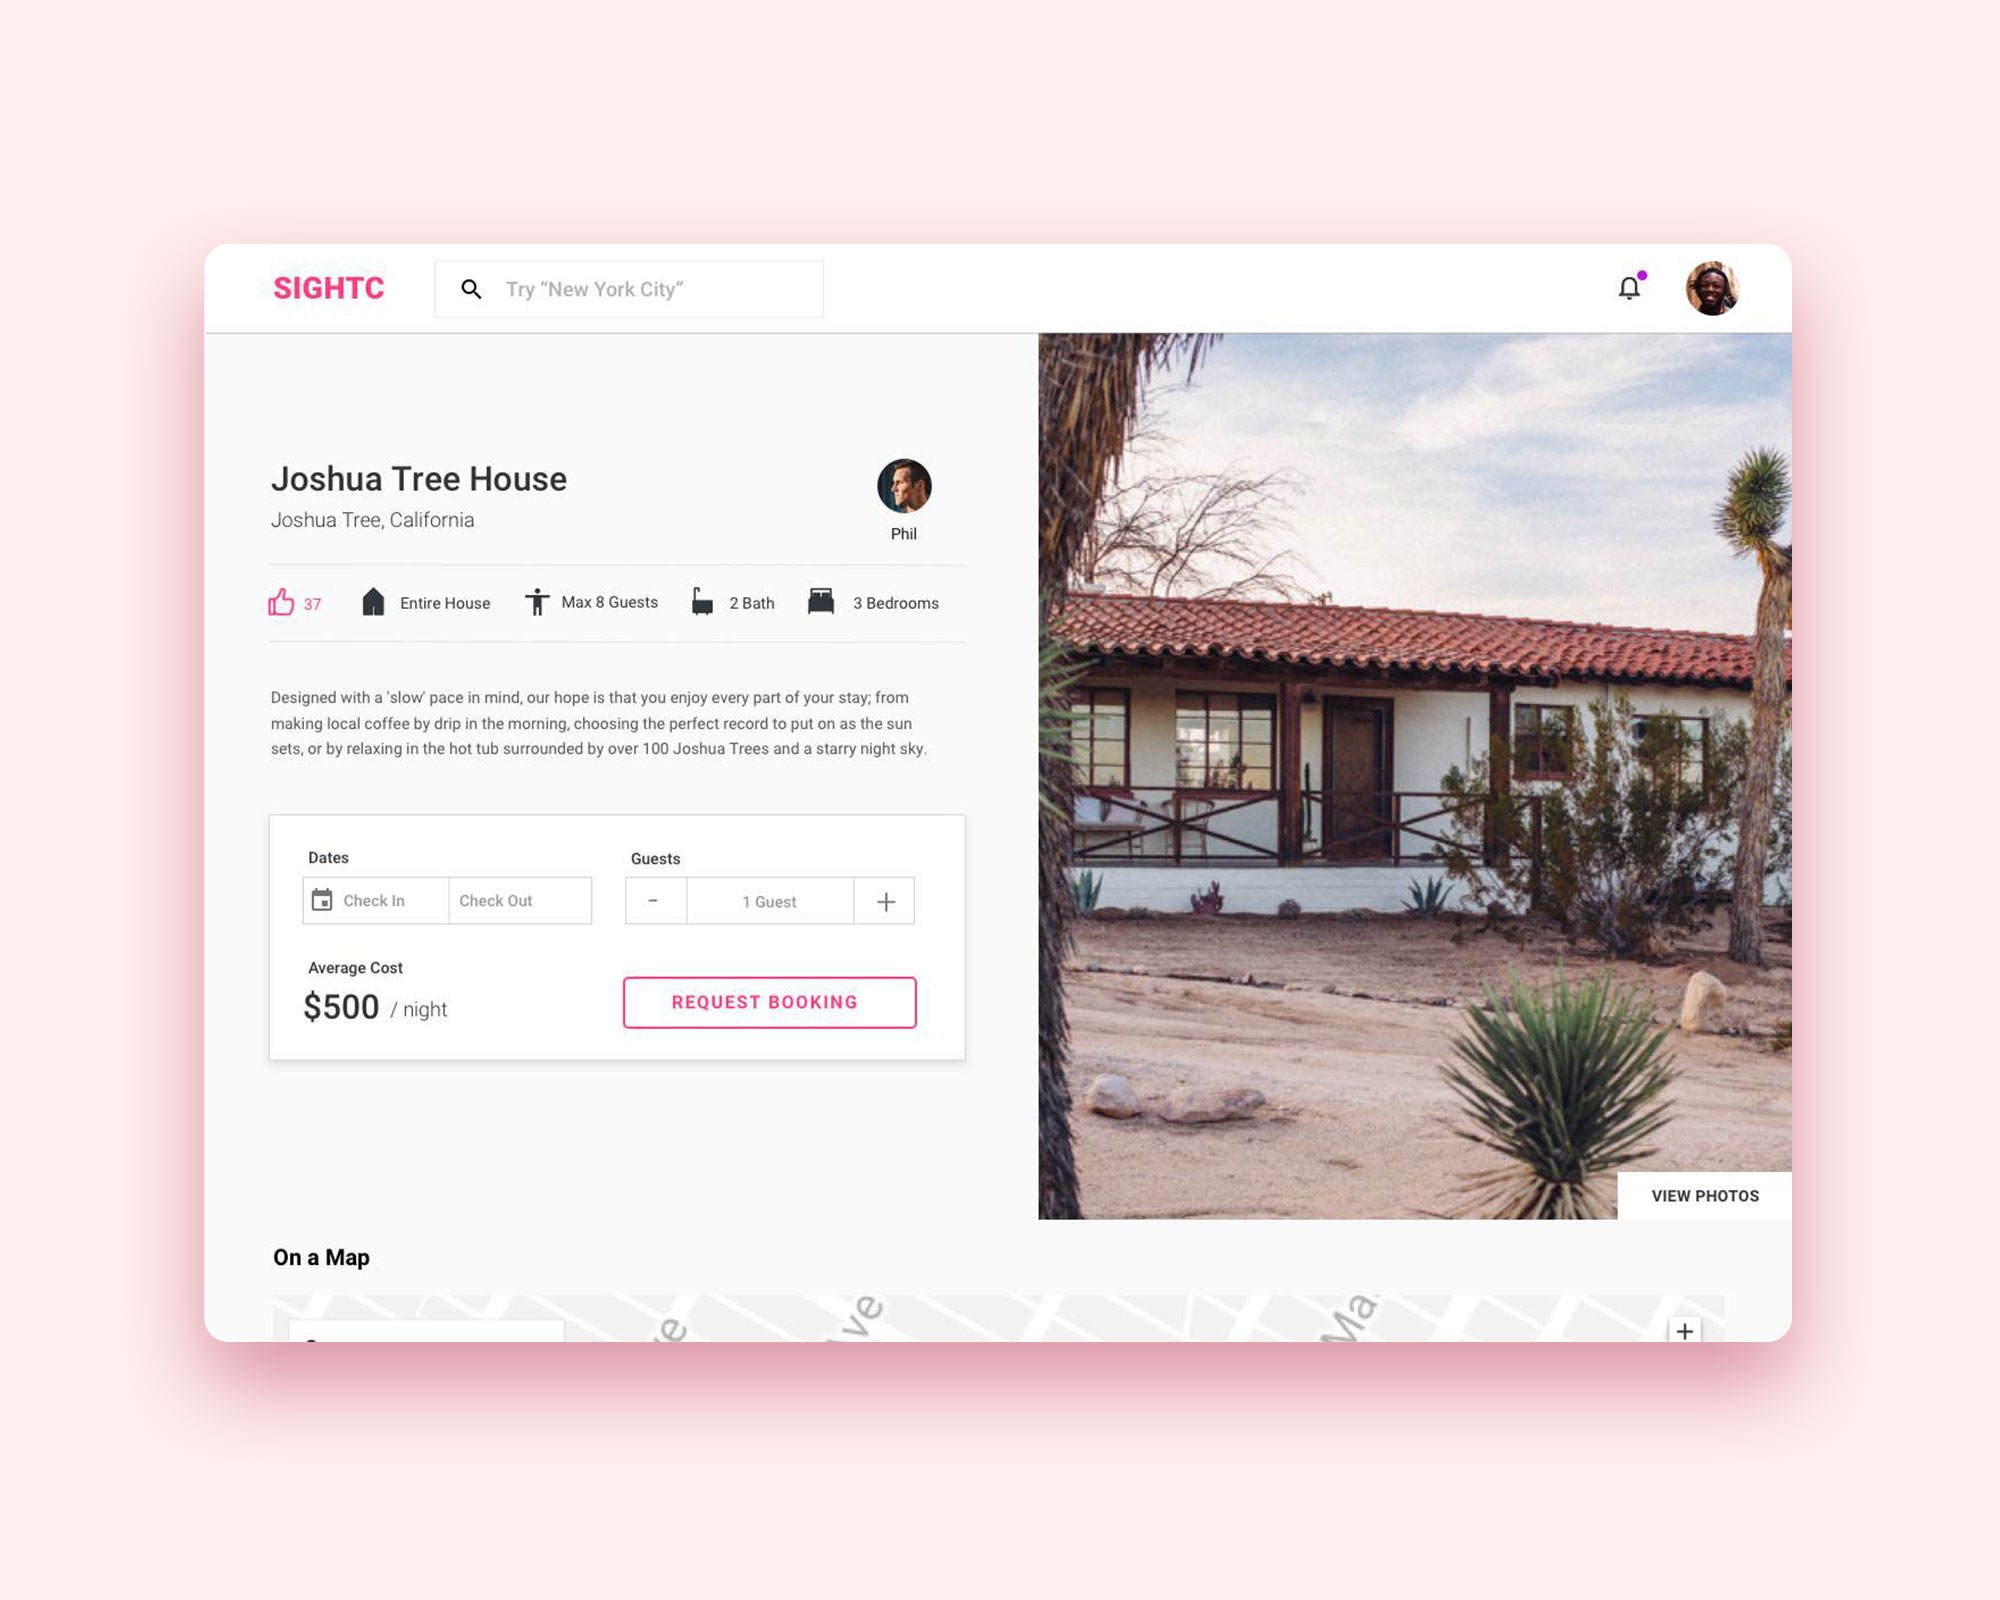 SIGHTC
Try “New York City“
Joshua Tree House
Joshua Tree, California
Phil
37
Entire House
Max 8 Guests
2 Bath
3 Bedrooms
Designed with a 'slow' pace in mind, our hope is that you enjoy every part of your stay; from
making local coffee by drip in the morning, choosing the perfect record to put on as the sun
sets, or by relaxing in the hot tub surrounded by over 100 Joshua Trees and a starry night sky.
Dates
Guests
Check In
Check Out
-
1 Guest
+
Average Cost
$500 / night
REQUEST BOOKING
VIEW PHOTOS
On a Map
+